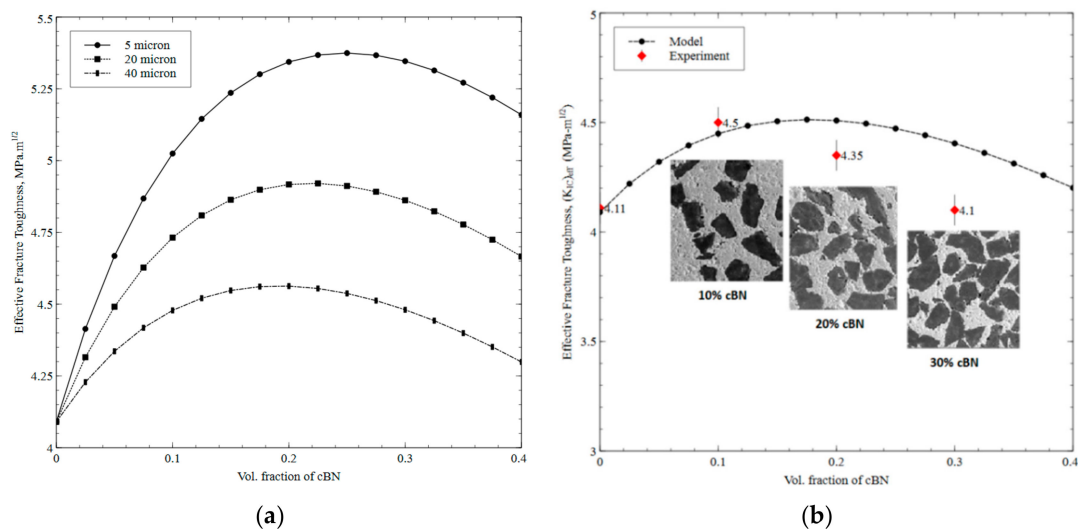 5.5
5.25
5
4.75
4.5
4.25
4
0
0.1
0.2
0.3
0.4
Effective Fracture Toughness, MPa.m1/2
Vol. fraction of cBN
5 micron
20 micron
40 micron
(a)
5
4.5
4
3.5
3
0
0.1
0.2
0.3
0.4
Effective Fracture Toughness, (KIC)eff (MPa-m1/2)
Vol. fraction of cBN
Model
Experiment
4.11
4.5
4.35
4.1
10% cBN
20% cBN
30% cBN
(b)